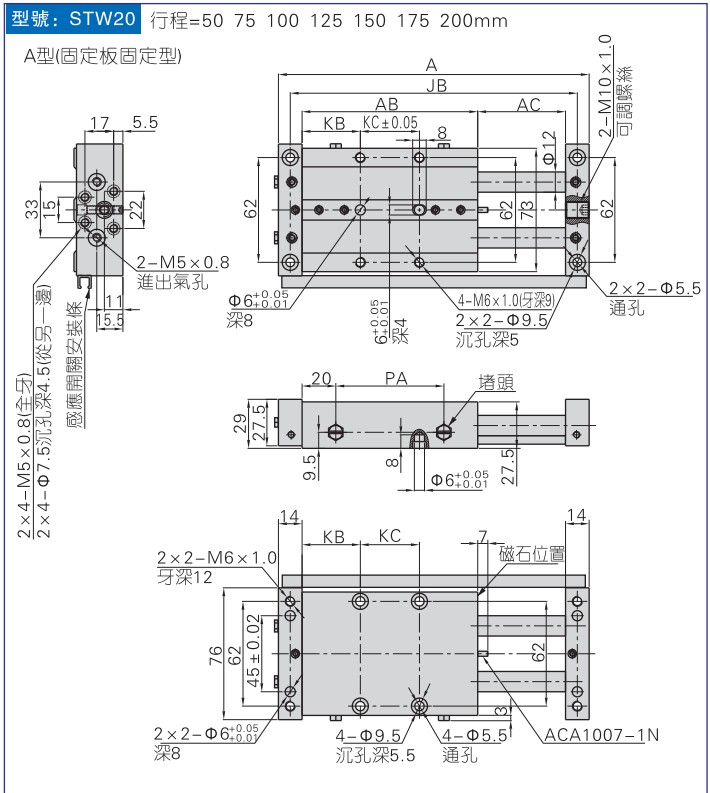 型號：STW20 行程=50 75 100 125 150 175 200mm
A型(固定板固定型)
A
JB
AB
AC
KB
KC±0.05
8
Φ12
2-M10×1.0
可調螺絲
17
5.5
33
15
22
11
15.5
2-M5×0.8
進出氣孔
感應開關安裝條
2×4-M5×0.8(全牙)
2×4-Φ7.5沉孔深4.5(從另一邊)
62
62
73
62
Φ6+0.05+0.01
深8
6+0.05+0.01
深4
4-M6×1.0(牙深9)
2×2-Φ9.5
沉孔深5
2×2-Φ5.5
通孔
20
PA
堵頭
29
27.5
9.5
8
Φ6+0.05+0.01
27.5
14
KB
KC
7
磁石位置
14
2×2-M6×1.0
牙深12
76
62
45±0.02
62
3
2×2-Φ6+0.05+0.01
深8
4-Φ9.5
沉孔深5.5
4-Φ5.5
通孔
ACA1007-1N